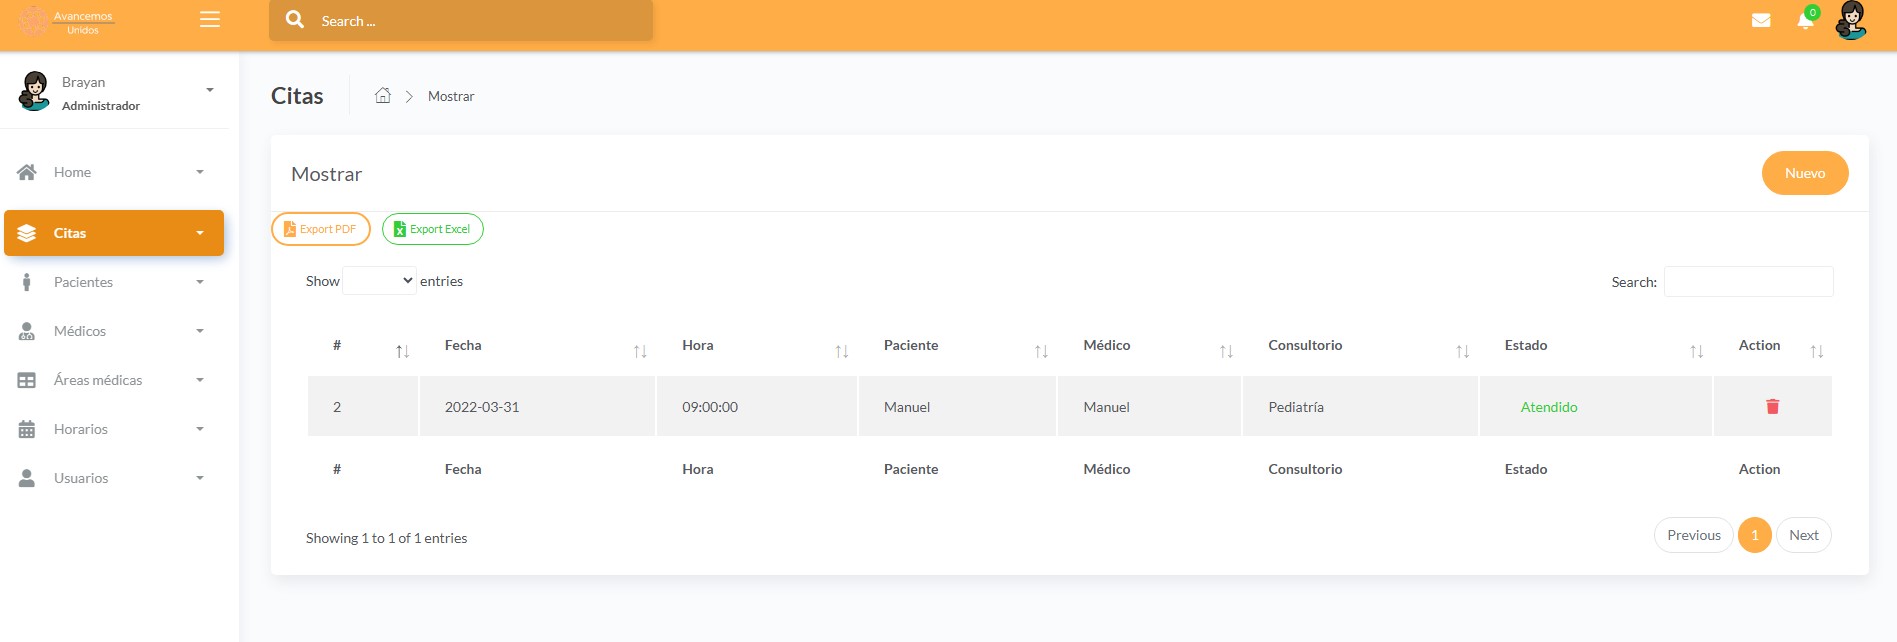 Avancemos
Unidos
Search ...
0
Brayan
Administrador
Home
Citas
Pacientes
Médicos
Áreas médicas
Horarios
Usuarios
Citas
Mostrar
Mostrar
Nuevo
Export PDF
Export Excel
Show entries
Search:
# Fecha Hora Paciente Médico Consultorio Estado Action
2 2022-03-31 09:00:00 Manuel Manuel Pediatría Atendido
# Fecha Hora Paciente Médico Consultorio Estado Action
Showing 1 to 1 of 1 entries
Previous 1 Next